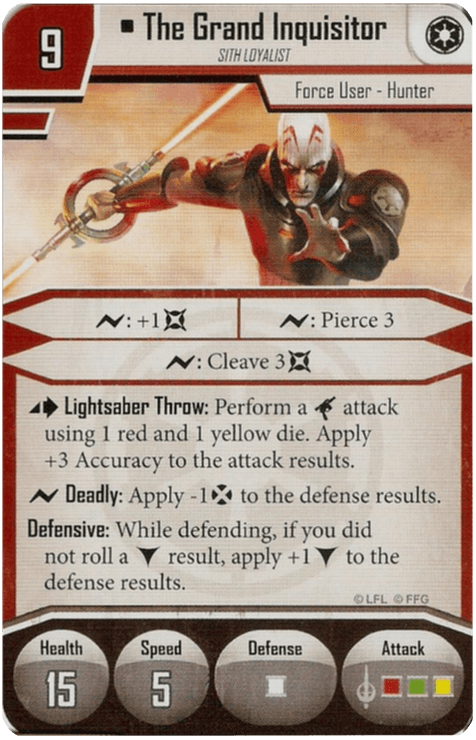 9
The Grand Inquisitor
SITH LOYALIST
Force User - Hunter
: +1
: Pierce 3
: Cleave 3
Lightsaber Throw: Perform a attack
using 1 red and 1 yellow die. Apply
+3 Accuracy to the attack results.
Deadly: Apply -1 to the defense results.
Defensive: While defending, if you did
not roll a result, apply +1 to the
defense results.
©LFL ©FFG
Health
Speed
Defense
Attack
15
5